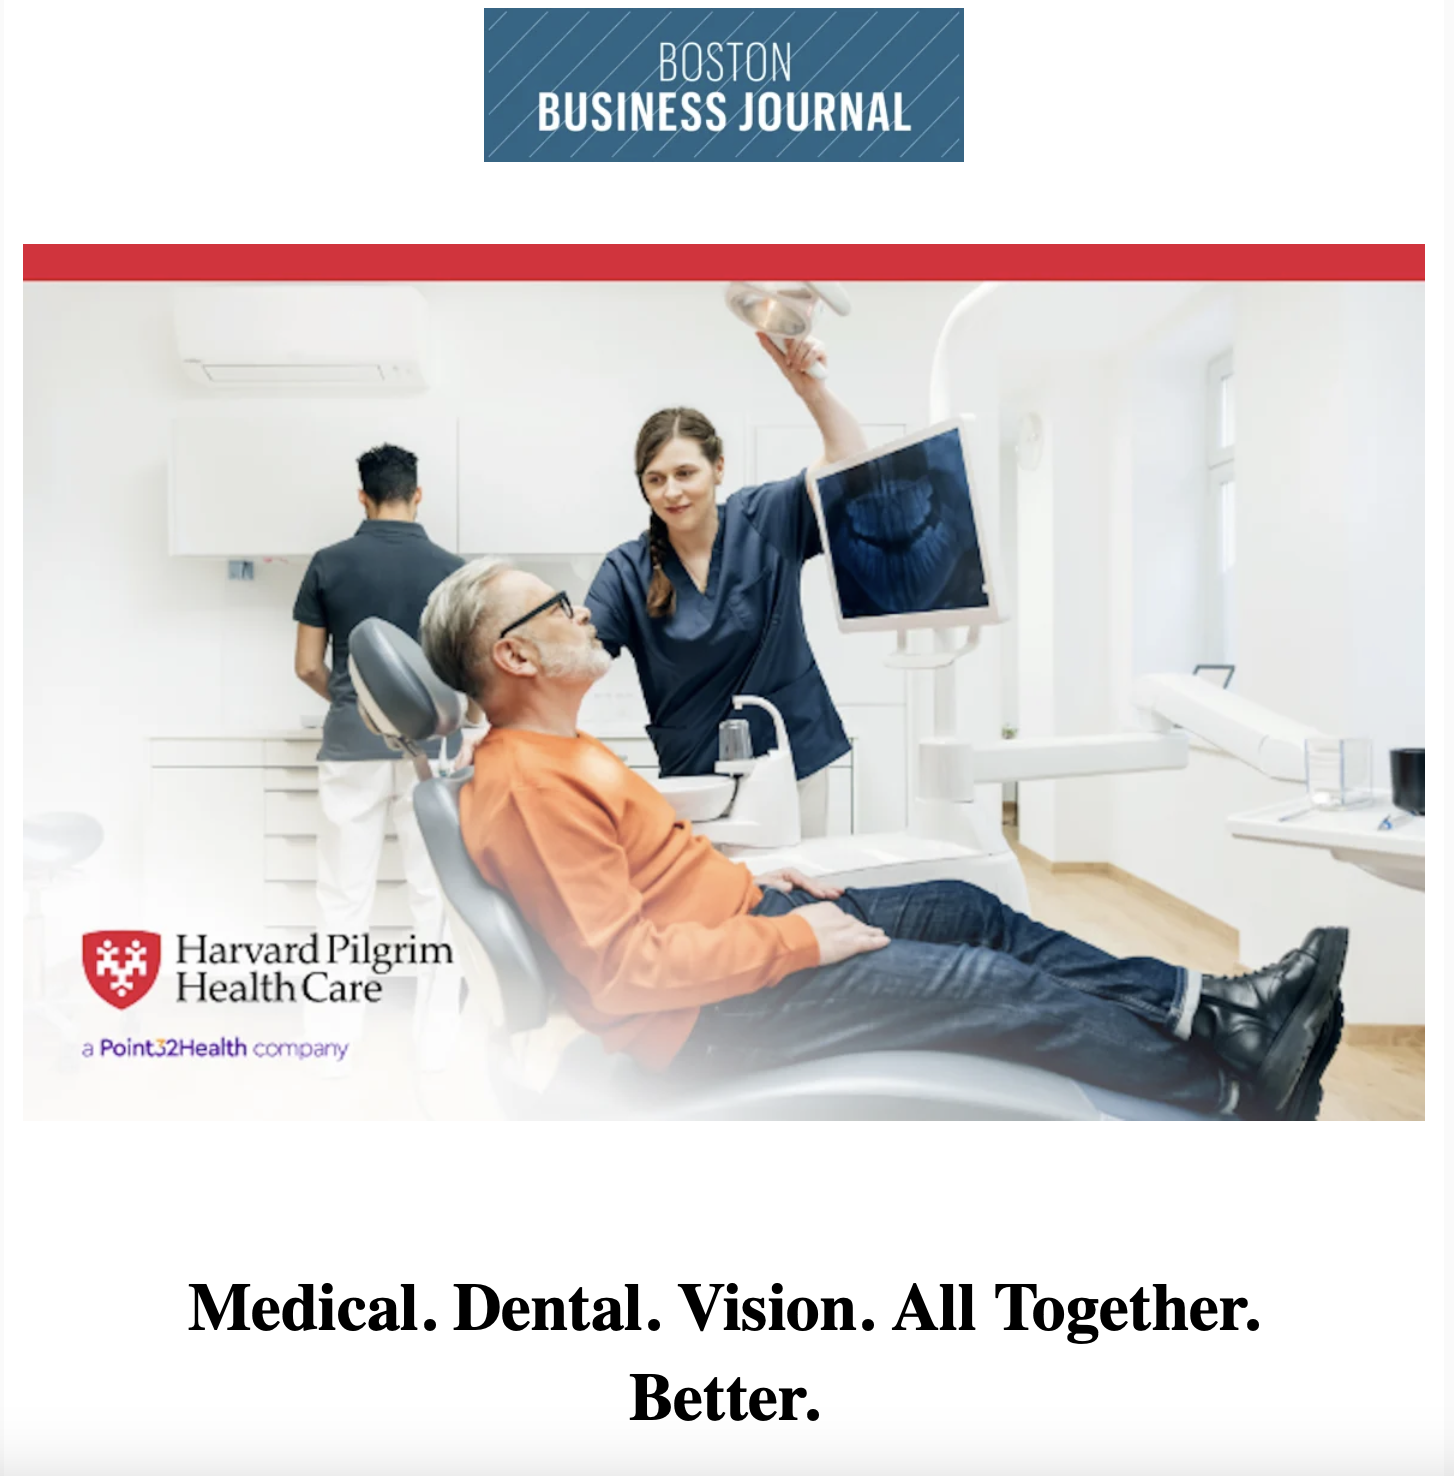 BOSTON
BUSINESS JOURNAL
Harvard Pilgrim
Health Care
a Point32Health company
Medical. Dental. Vision. All Together.
Better.